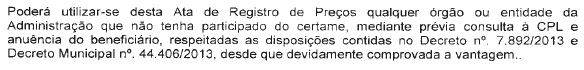 Poderá utilizar-se desta Ata de Registro de Preços qualquer órgão ou entidade da
Administração que não tenha participado do certame, mediante prévia consulta à CPL e
anuência do beneficiário, respeitadas as disposições contidas no Decreto nº. 7.892/2013 e
Decreto Municipal nº. 44.406/2013, desde que devidamente comprovada a vantagem..